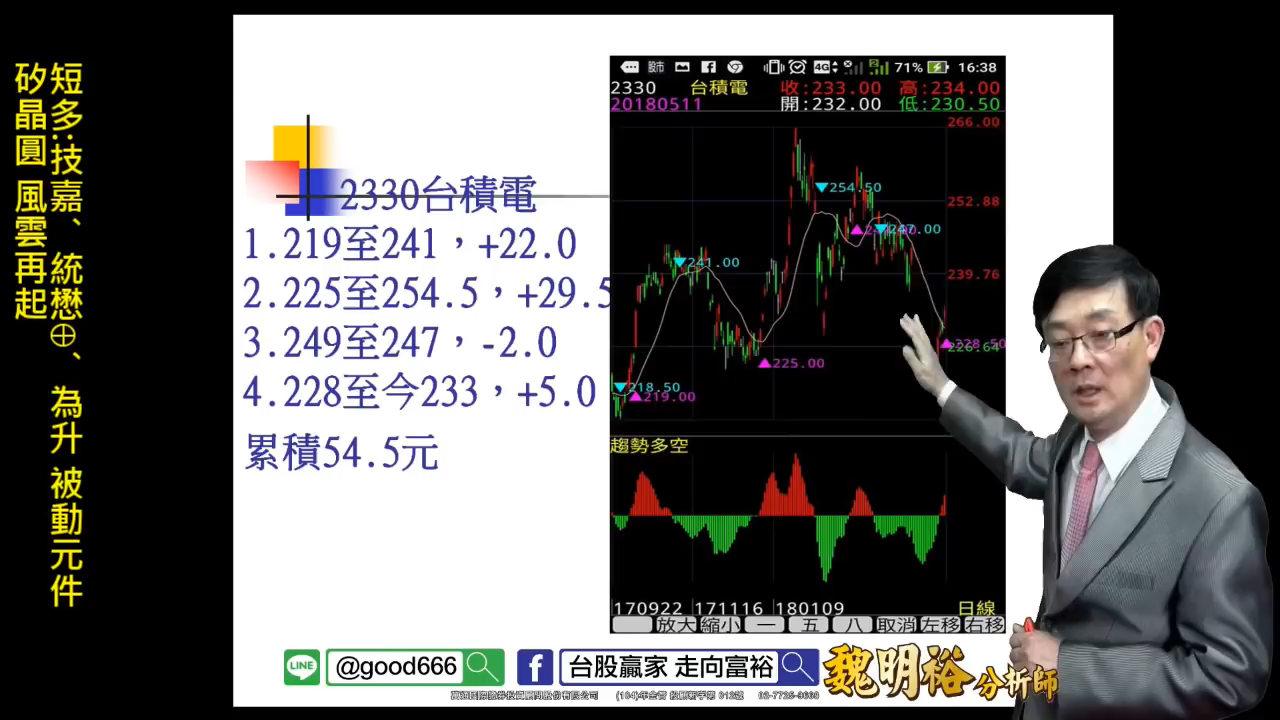 短多:技嘉、統懋⊕、為升 被動元件
矽晶圓 風雲再起
2330台積電
1.219至241，+22.0
2.225至254.5，+29.5
3.249至247，-2.0
4.228至今233，+5.0
累積54.5元
股市
4G
71%
16:38
2330
台積電
收:233.00
高:234.00
20180511
開:232.00
低:230.50
266.00
254.50
252.88
247.00
241.00
239.76
228.50
226.64
225.00
218.50
219.00
趨勢多空
170922
171116
180109
日線
放大
縮小
一
五
八
取消
左移
右移
LINE
@good666
f
台股贏家 走向富裕
魏明裕 分析師